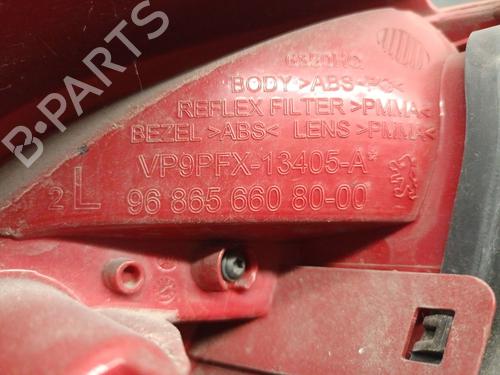 BODY >ABS-PC<
REFLEX FILTER >PMMA<
BEZEL >ABS< LENS >PMMA<
VP9PFX-13405-A*
2 L
96 865 660 80-00
B-PARTS